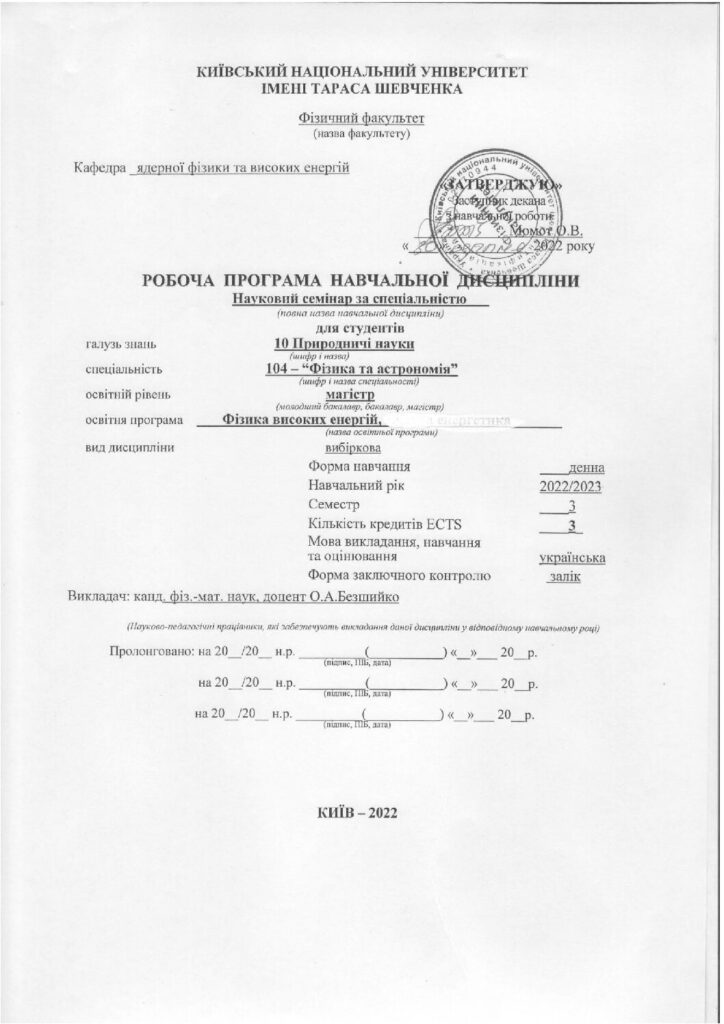 КИЇВСЬКИЙ НАЦІОНАЛЬНИЙ УНІВЕРСИТЕТ
ІМЕНІ ТАРАСА ШЕВЧЕНКА
Фізичний факультет
(назва факультету)
Кафедра ядерної фізики та високих енергій
«ЗАТВЕРДЖУЮ»
Заступник декана
з навчальної роботи
Момот О.В.
« 2022 року
РОБОЧА ПРОГРАМА НАВЧАЛЬНОЇ ДИСЦИПЛІНИ
Науковий семінар за спеціальністю
(повна назва навчальної дисципліни)
для студентів
галузь знань 10 Природничі науки
(шифр і назва)
спеціальність 104 – “Фізика та астрономія”
(шифр і назва спеціальності)
освітній рівень магістр
(молодший бакалавр, бакалавр, магістр)
освітня програма Фізика високих енергій, енергетика
(назва освітньої програми)
вид дисципліни вибіркова
Форма навчання денна
Навчальний рік 2022/2023
Семестр 3
Кількість кредитів ECTS 3
Мова викладання, навчання
та оцінювання українська
Форма заключного контролю залік
Викладач: канд. фіз.-мат. наук, доцент О.А.Безшийко
(Науково-педагогічні працівники, які забезпечують викладання даної дисципліни у відповідному навчальному році)
Пролонговано: на 20__/20__ н.р. ________(__________) «__»___ 20__р.
(підпис, ПІБ, дата)
на 20__/20__ н.р. ________(__________) «__»___ 20__р.
(підпис, ПІБ, дата)
на 20__/20__ н.р. ________(__________) «__»___ 20__р.
(підпис, ПІБ, дата)
КИЇВ – 2022